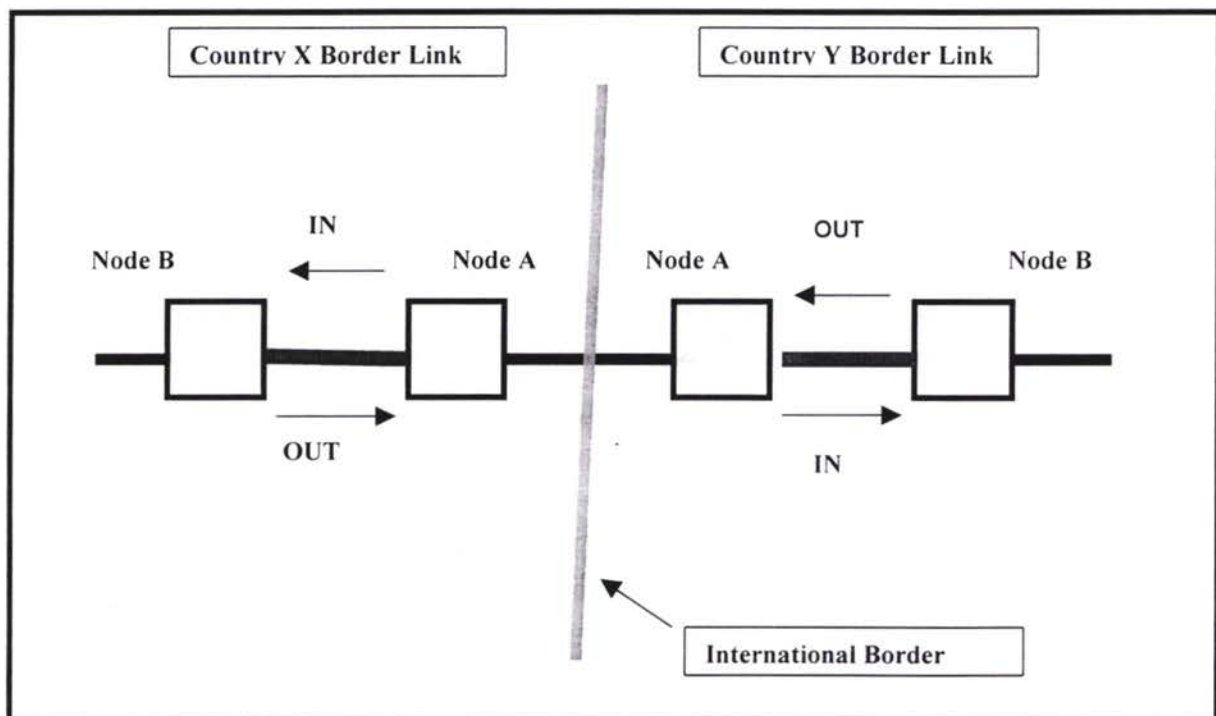 Country X Border Link
Country Y Border Link
IN
OUT
Node B
Node A
Node A
Node B
OUT
IN
International Border